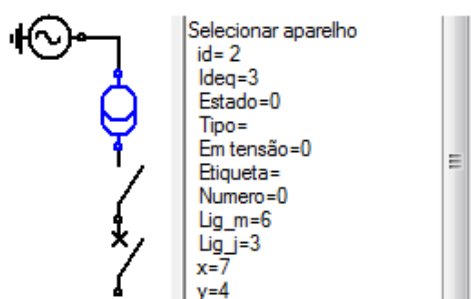 Selecionar aparelho
id= 2
Ideq=3
Estado=0
Tipo=
Em tensão=0
Etiqueta=
Numero=0
Lig_m=6
Lig_j=3
x=7
y=4